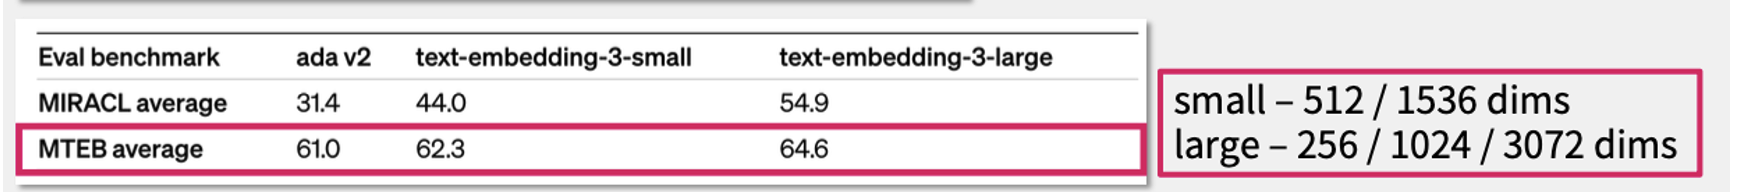 Eval benchmark ada v2 text-embedding-3-small text-embedding-3-large
MIRACL average 31.4 44.0 54.9
MTEB average 61.0 62.3 64.6
small – 512 / 1536 dims
large – 256 / 1024 / 3072 dims